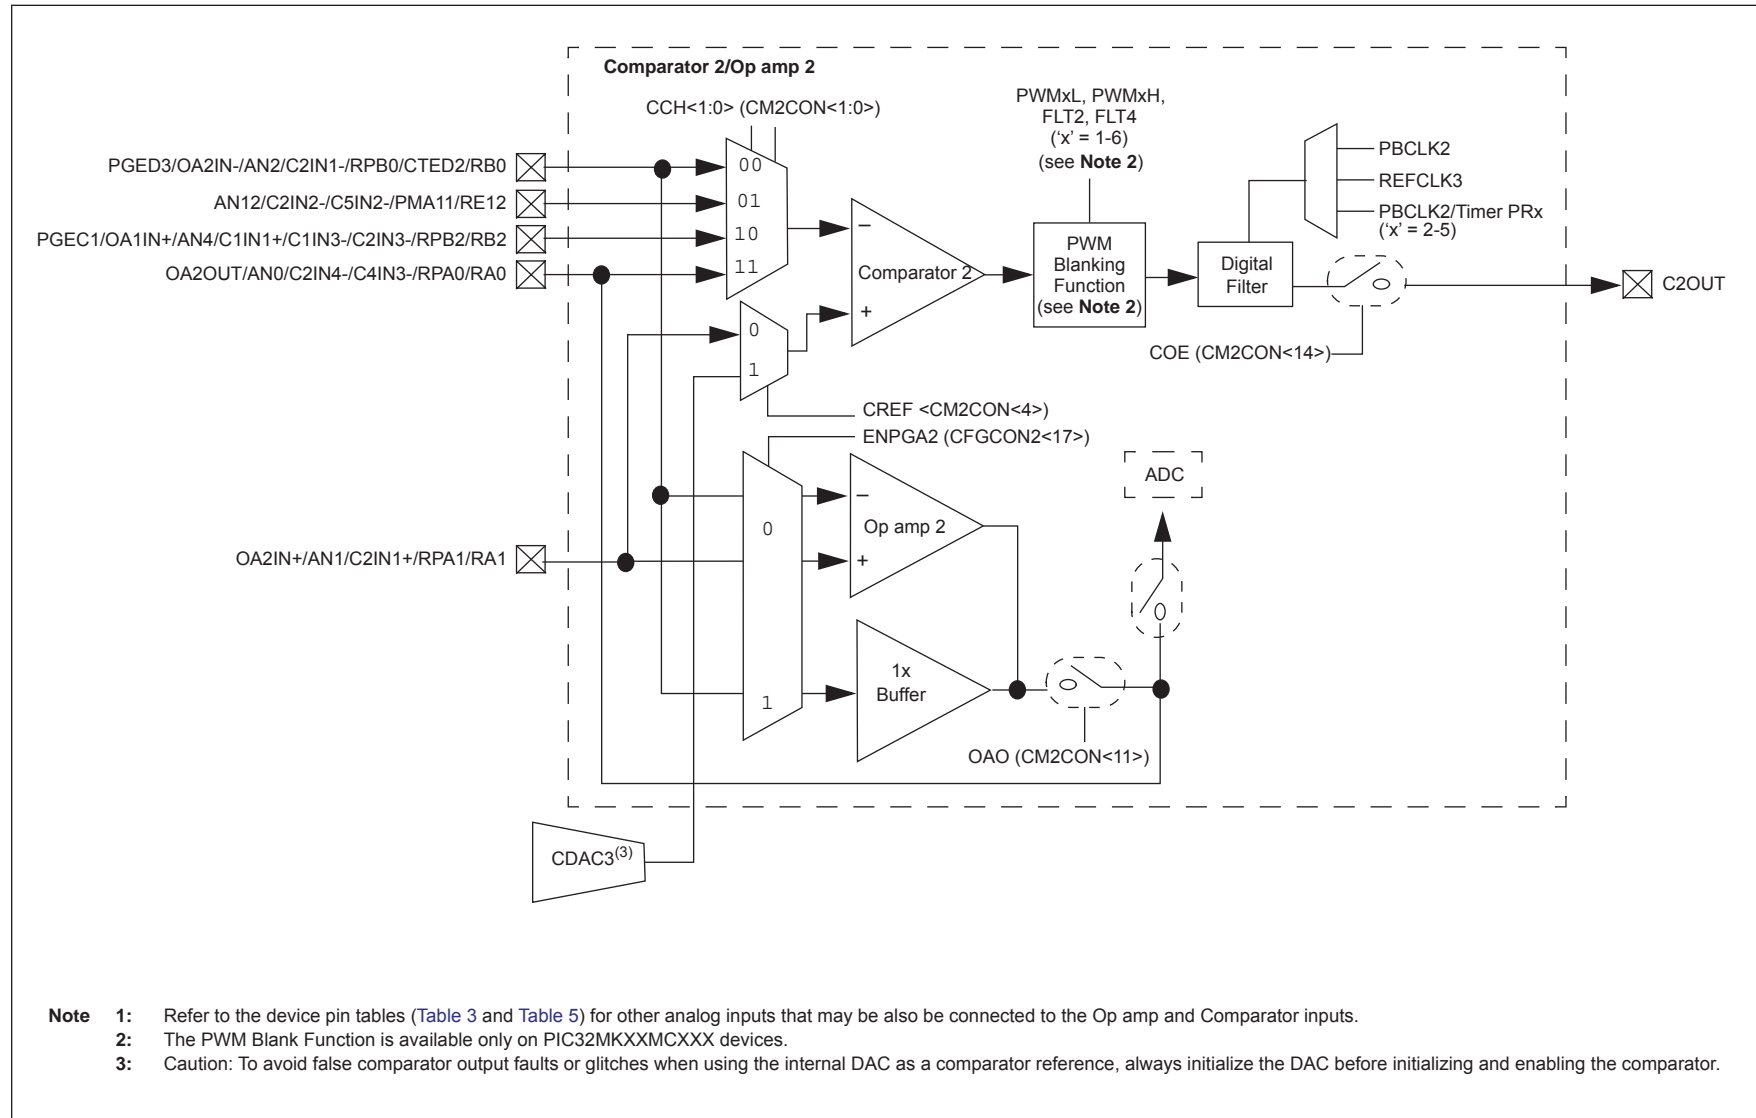 Comparator 2/Op amp 2
CCH<1:0> (CM2CON<1:0>)
PWMxL, PWMxH,
FLT2, FLT4
(‘x’ = 1-6)
(see Note 2)
PGED3/OA2IN-/AN2/C2IN1-/RPB0/CTED2/RB0
AN12/C2IN2-/C5IN2-/PMA11/RE12
PGEC1/OA1IN+/AN4/C1IN1+/C1IN3-/C2IN3-/RPB2/RB2
OA2OUT/AN0/C2IN4-/C4IN3-/RPA0/RA0
00
01
10
11
–
Comparator 2
+
PWM
Blanking
Function
(see Note 2)
Digital
Filter
PBCLK2
REFCLK3
PBCLK2/Timer PRx
(‘x’ = 2-5)
C2OUT
COE (CM2CON<14>)
0
1
CREF <CM2CON<4>)
ENPGA2 (CFGCON2<17>)
ADC
–
Op amp 2
+
0
OA2IN+/AN1/C2IN1+/RPA1/RA1
1x
Buffer
1
OAO (CM2CON<11>)
CDAC3(3)
Note 1: Refer to the device pin tables (Table 3 and Table 5) for other analog inputs that may be also be connected to the Op amp and Comparator inputs.
2: The PWM Blank Function is available only on PIC32MKXXMCXXX devices.
3: Caution: To avoid false comparator output faults or glitches when using the internal DAC as a comparator reference, always initialize the DAC before initializing and enabling the comparator.